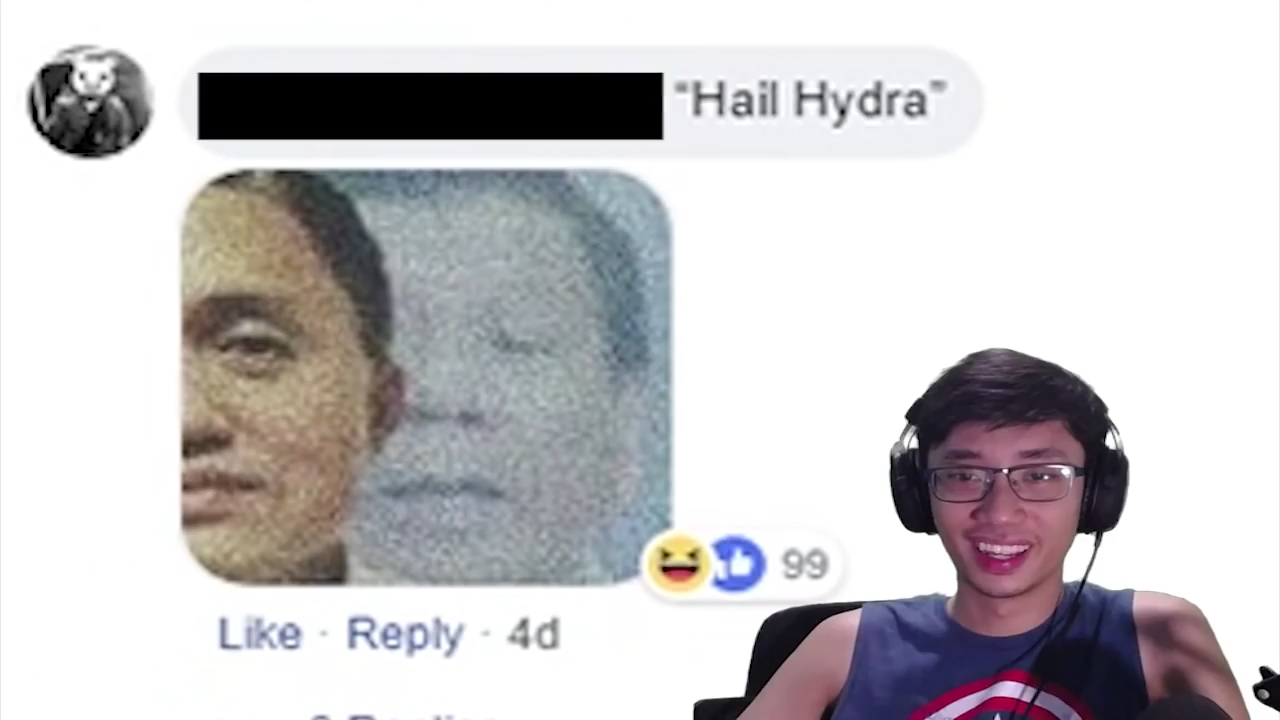 “Hail Hydra”
99
Like · Reply · 4d